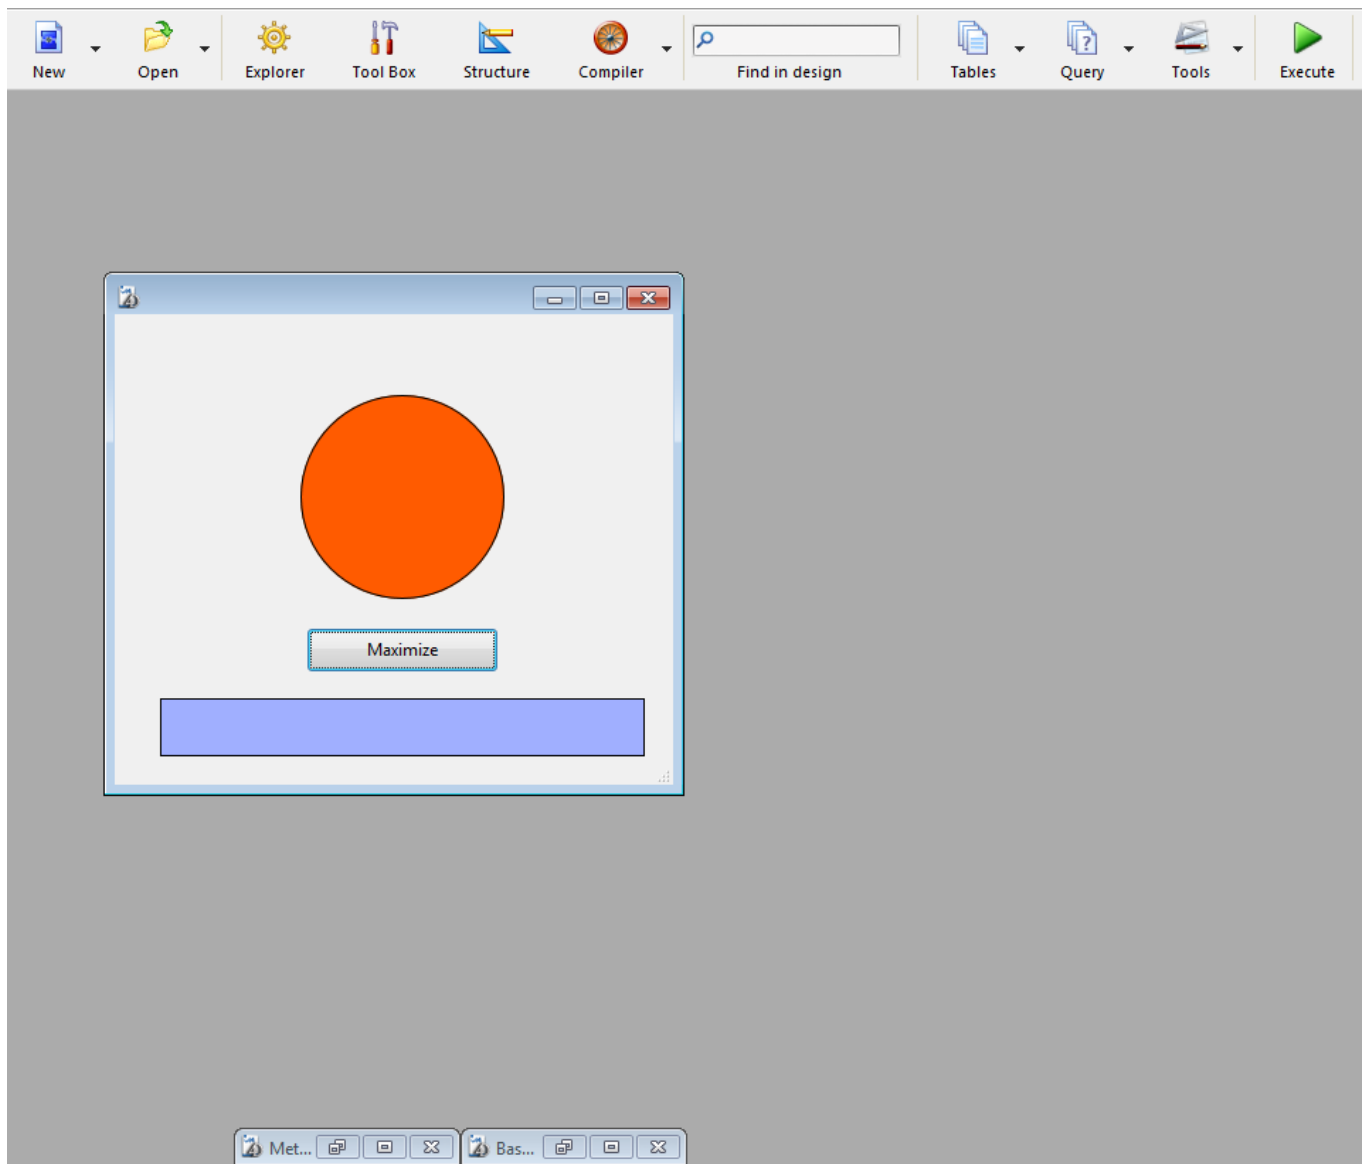 New Open Explorer Tool Box Structure Compiler Find in design Tables Query Tools Execute
Maximize
Met... Bas...